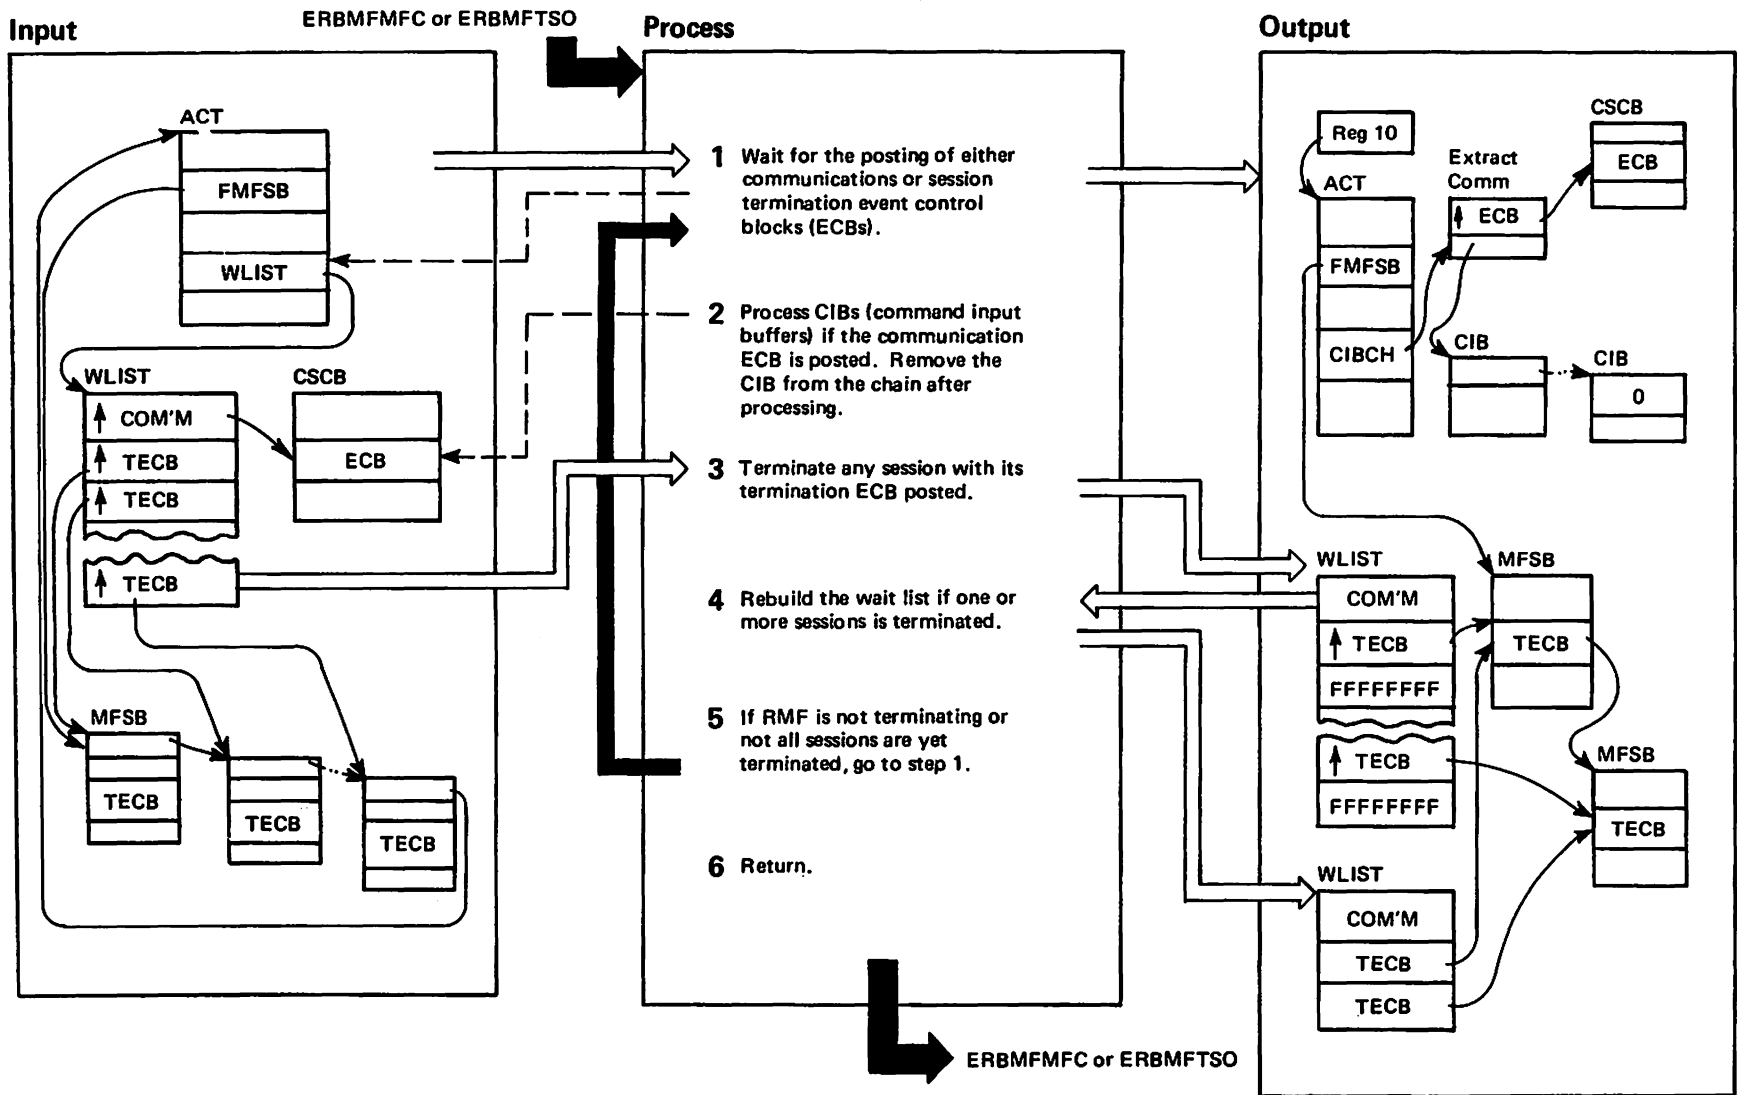 ERBMFMFC or ERBMFTSO
Input
Process
Output
ACT
FMFSB
WLIST
WLIST
↑ COM'M
↑ TECB
↑ TECB
↑ TECB
CSCB
ECB
MFSB
TECB
TECB
TECB
1 Wait for the posting of either
communications or session
termination event control
blocks (ECBs).
2 Process CIBs (command input
buffers) if the communication
ECB is posted. Remove the
CIB from the chain after
processing.
3 Terminate any session with its
termination ECB posted.
4 Rebuild the wait list if one or
more sessions is terminated.
5 If RMF is not terminating or
not all sessions are yet
terminated, go to step 1.
6 Return.
ERBMFMFC or ERBMFTSO
Reg 10
ACT
FMFSB
CIBCH
Extract
Comm
↑ ECB
CSCB
ECB
CIB
CIB
0
WLIST
COM'M
↑ TECB
FFFFFFFF
↑ TECB
FFFFFFFF
MFSB
TECB
MFSB
TECB
WLIST
COM'M
TECB
TECB